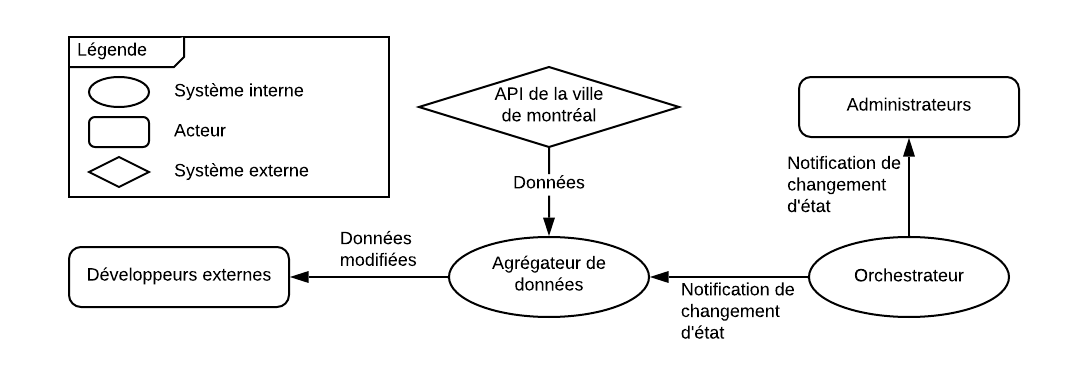 Légende
Système interne
Acteur
Système externe
API de la ville
de montréal
Administrateurs
Données
Notification de
changement
d'état
Données
modifiées
Développeurs externes
Agrégateur de
données
Orchestrateur
Notification de
changement
d'état